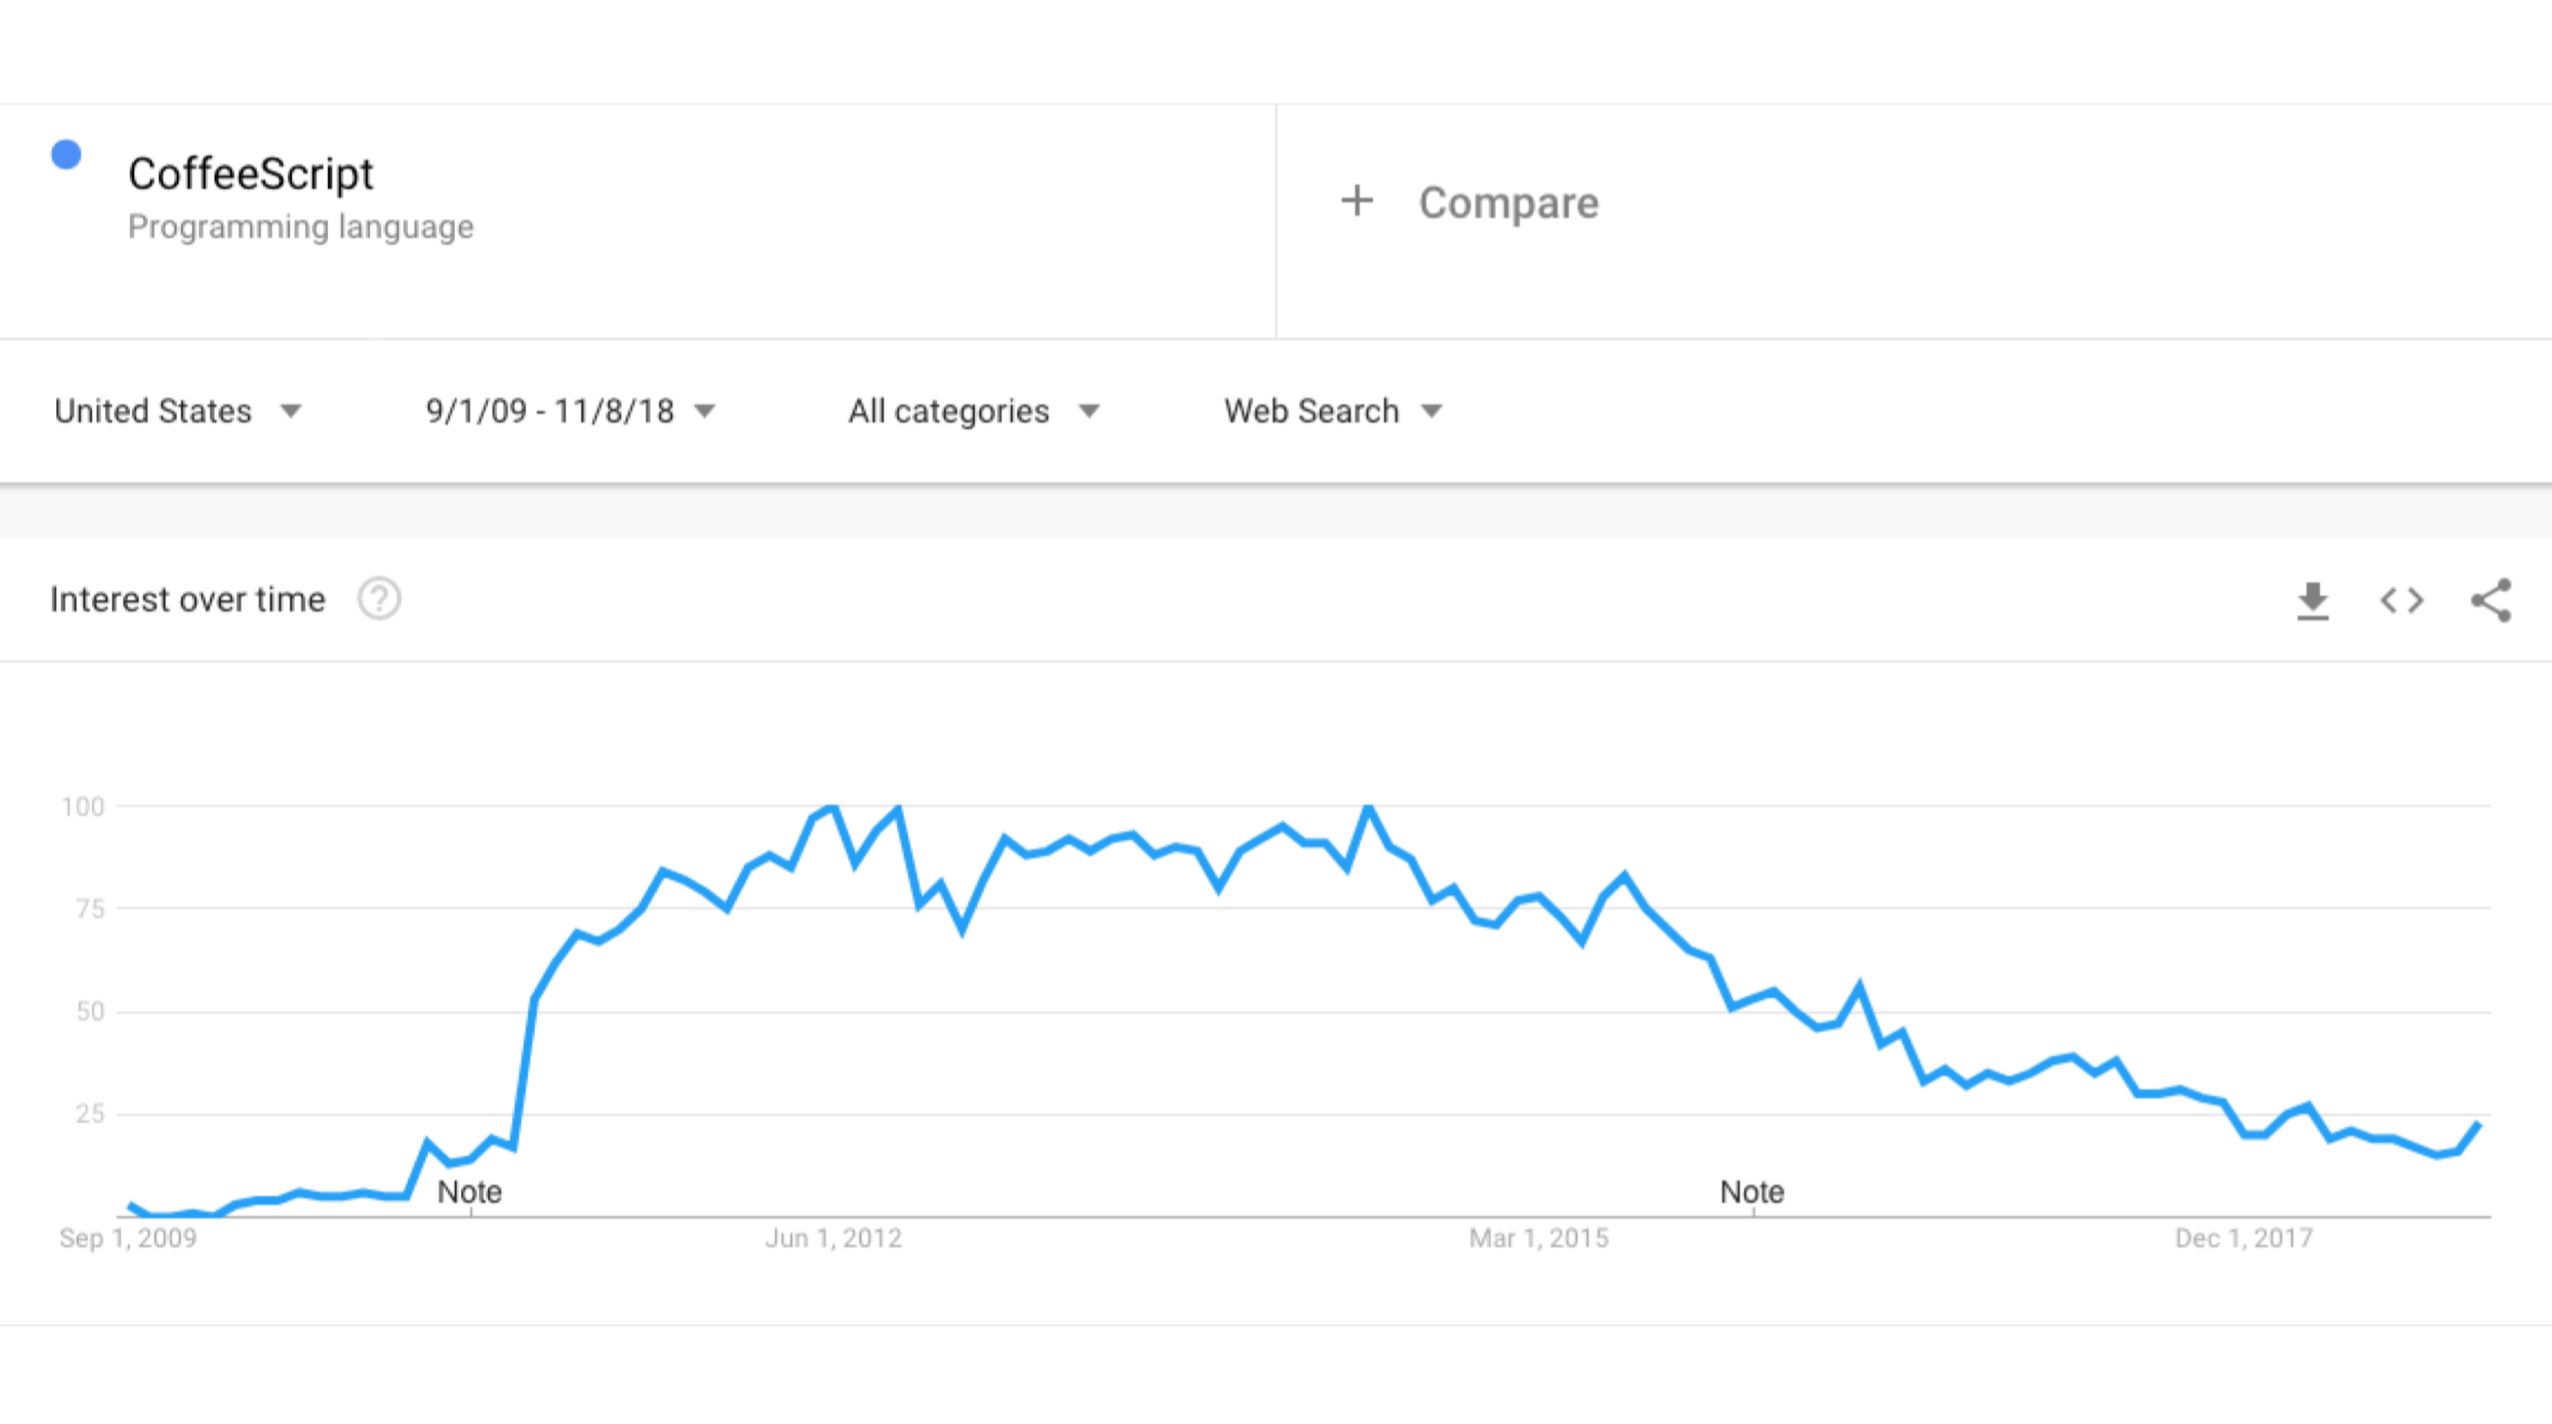 CoffeeScript
Programming language
+ Compare
United States
9/1/09 - 11/8/18
All categories
Web Search
Interest over time
?
100
75
50
25
Note
Note
Sep 1, 2009
Jun 1, 2012
Mar 1, 2015
Dec 1, 2017